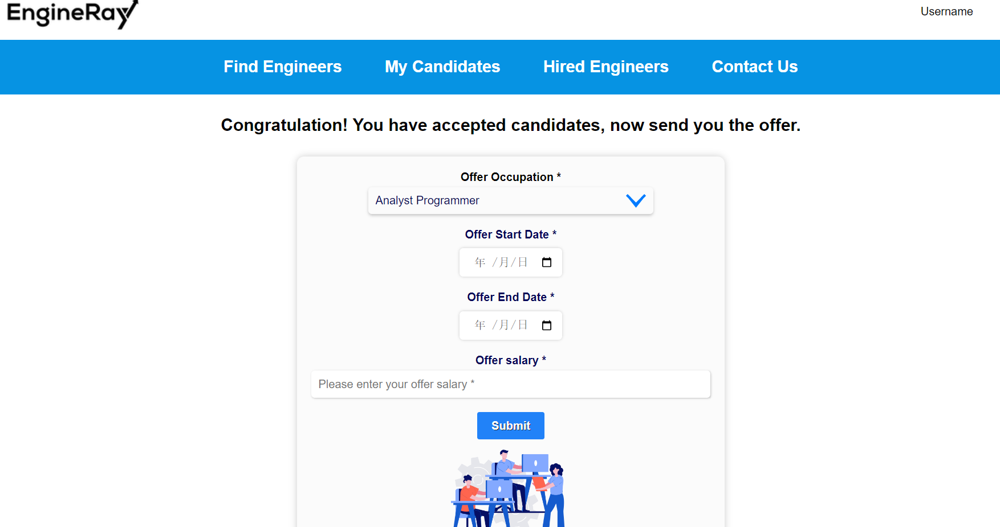 EngineRay
Username
Find Engineers My Candidates Hired Engineers Contact Us
Congratulation! You have accepted candidates, now send you the offer.
Offer Occupation *
Analyst Programmer
Offer Start Date *
年 /月/日
Offer End Date *
年 /月/日
Offer salary *
Please enter your offer salary *
Submit